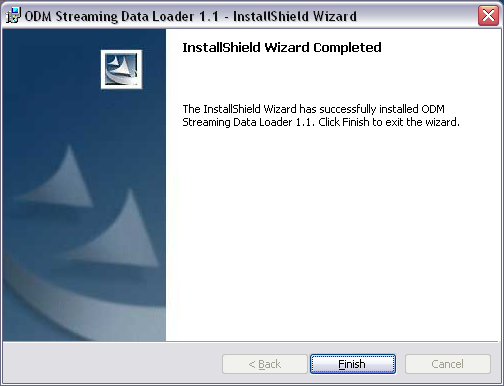 ODM Streaming Data Loader 1.1 - InstallShield Wizard
InstallShield Wizard Completed
The InstallShield Wizard has successfully installed ODM
Streaming Data Loader 1.1. Click Finish to exit the wizard.
< Back
Finish
Cancel